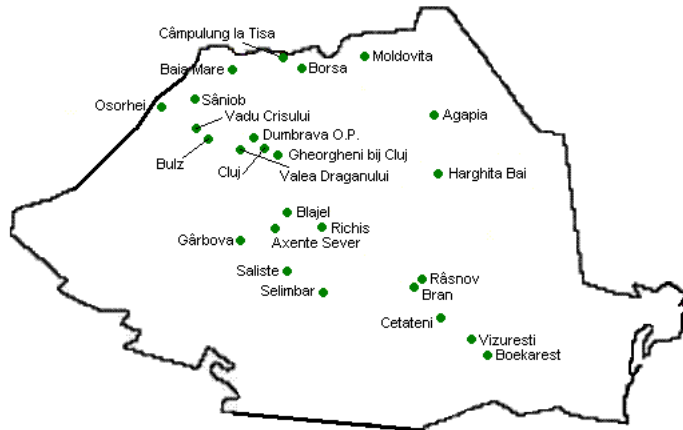 Câmpulung la Tisa
Moldovita
Baia Mare
Borsa
Osorhei
Sâniob
Vadu Crisului
Agapia
Dumbrava O.P.
Bulz
Cluj
Gheorgheni bij Cluj
Valea Draganului
Harghita Bai
Blajel
Richis
Gârbova
Axente Sever
Saliste
Selimbar
Râsnov
Bran
Cetateni
Vizuresti
Boekarest